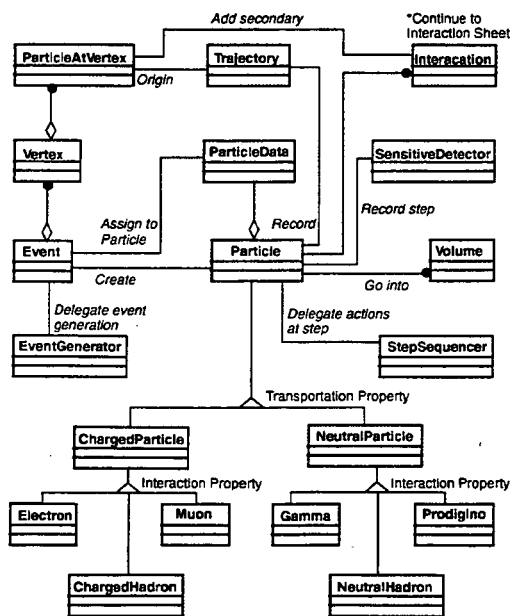 Add secondary
*Continue to
Interaction Sheet
ParticleAtVertex
Trajectory
Interacation
Origin
Vertex
ParticleData
SensitiveDetector
Assign to
Particle
Record
Record step
Event
Particle
Volume
Create
Go into
Delegate event
generation
Delegate actions
at step
EventGenerator
StepSequencer
Transportation Property
ChargedParticle
NeutralParticle
Interaction Property
Interaction Property
Electron
Muon
Gamma
Prodigino
ChargedHadron
NeutralHadron